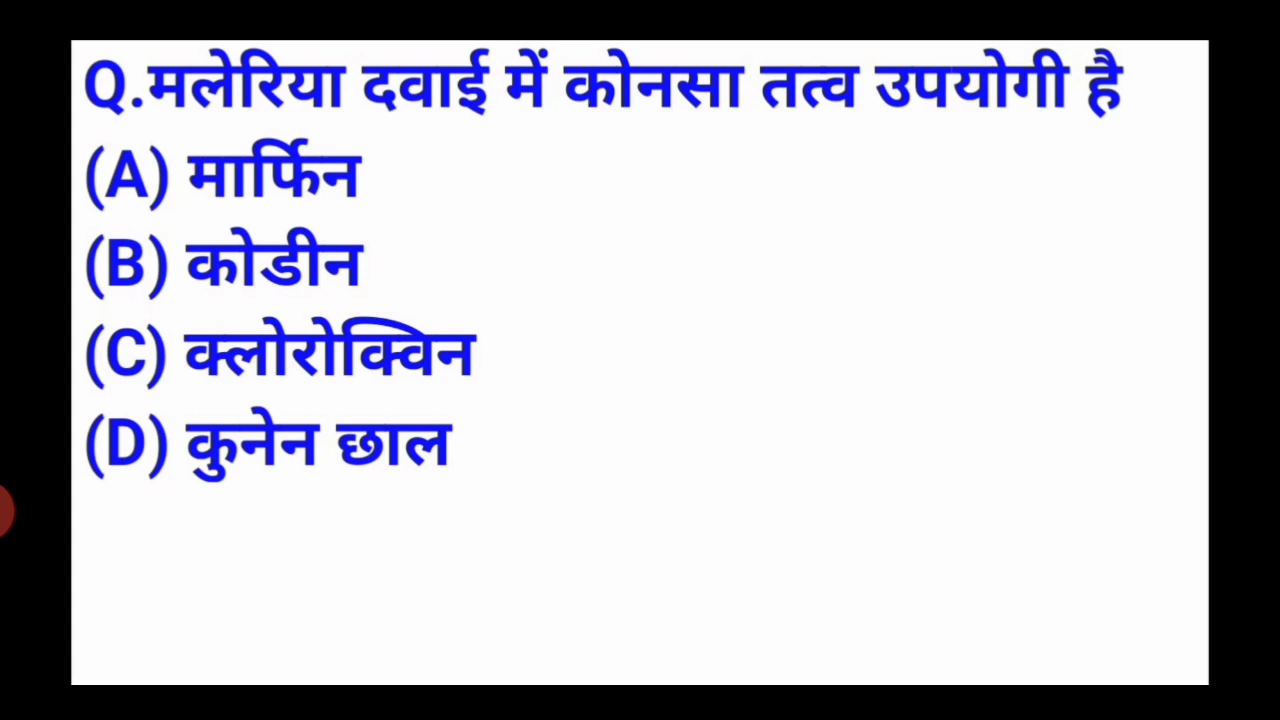 Q.मलेरिया दवाई में कोनसा तत्व उपयोगी है
(A) मार्फिन
(B) कोडीन
(C) क्लोरोक्विन
(D) कुनेन छाल